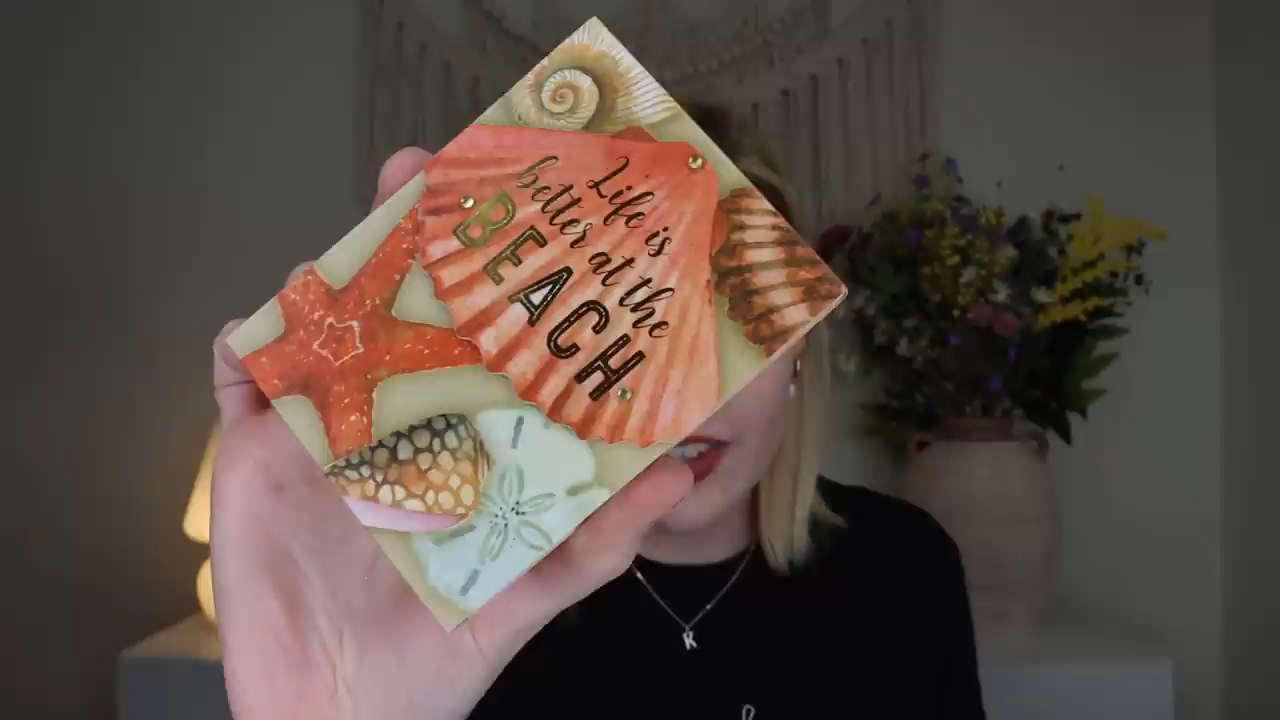 Life is
better at the
BEACH
K